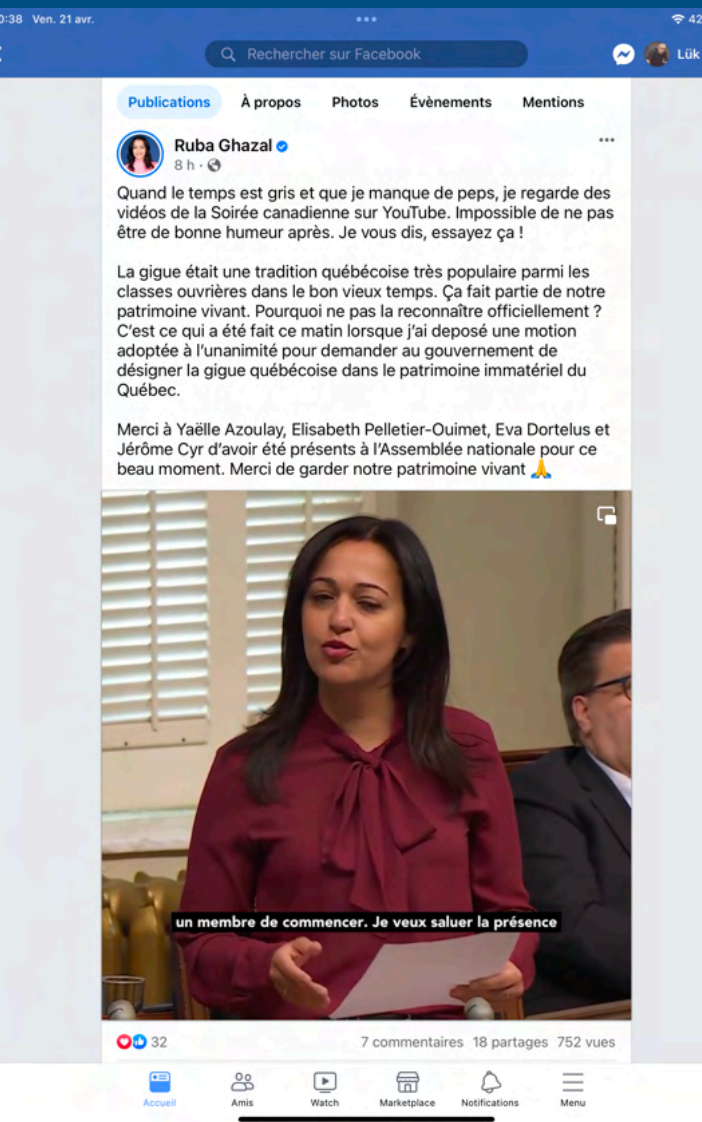 0:38 Ven. 21 avr.
42
Rechercher sur Facebook
Lük
Publications À propos Photos Évènements Mentions
Ruba Ghazal
8 h ·
Quand le temps est gris et que je manque de peps, je regarde des
vidéos de la Soirée canadienne sur YouTube. Impossible de ne pas
être de bonne humeur après. Je vous dis, essayez ça !
La gigue était une tradition québécoise très populaire parmi les
classes ouvrières dans le bon vieux temps. Ça fait partie de notre
patrimoine vivant. Pourquoi ne pas la reconnaître officiellement ?
C’est ce qui a été fait ce matin lorsque j’ai deposé une motion
adoptée à l’unanimité pour demander au gouvernement de
désigner la gigue québécoise dans le patrimoine immatériel du
Québec.
Merci à Yaëlle Azoulay, Elisabeth Pelletier-Ouimet, Eva Dortelus et
Jérôme Cyr d’avoir été présents à l’Assemblée nationale pour ce
beau moment. Merci de garder notre patrimoine vivant 🙏
un membre de commencer. Je veux saluer la présence
32
7 commentaires 18 partages 752 vues
Accueil Amis Watch Marketplace Notifications Menu